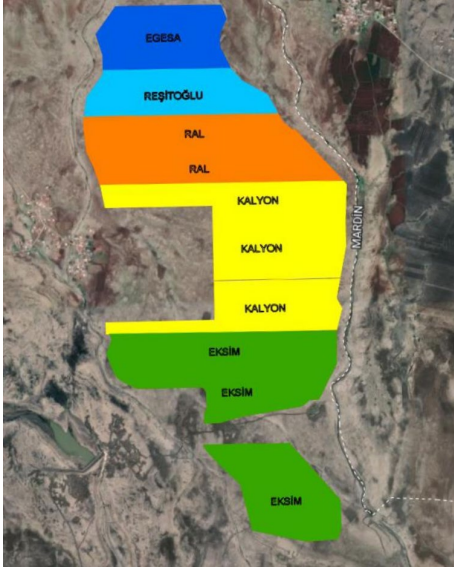 EGESA
REŞİTOĞLU
RAL
RAL
KALYON
KALYON
MARDİN
KALYON
EKSİM
EKSİM
EKSİM